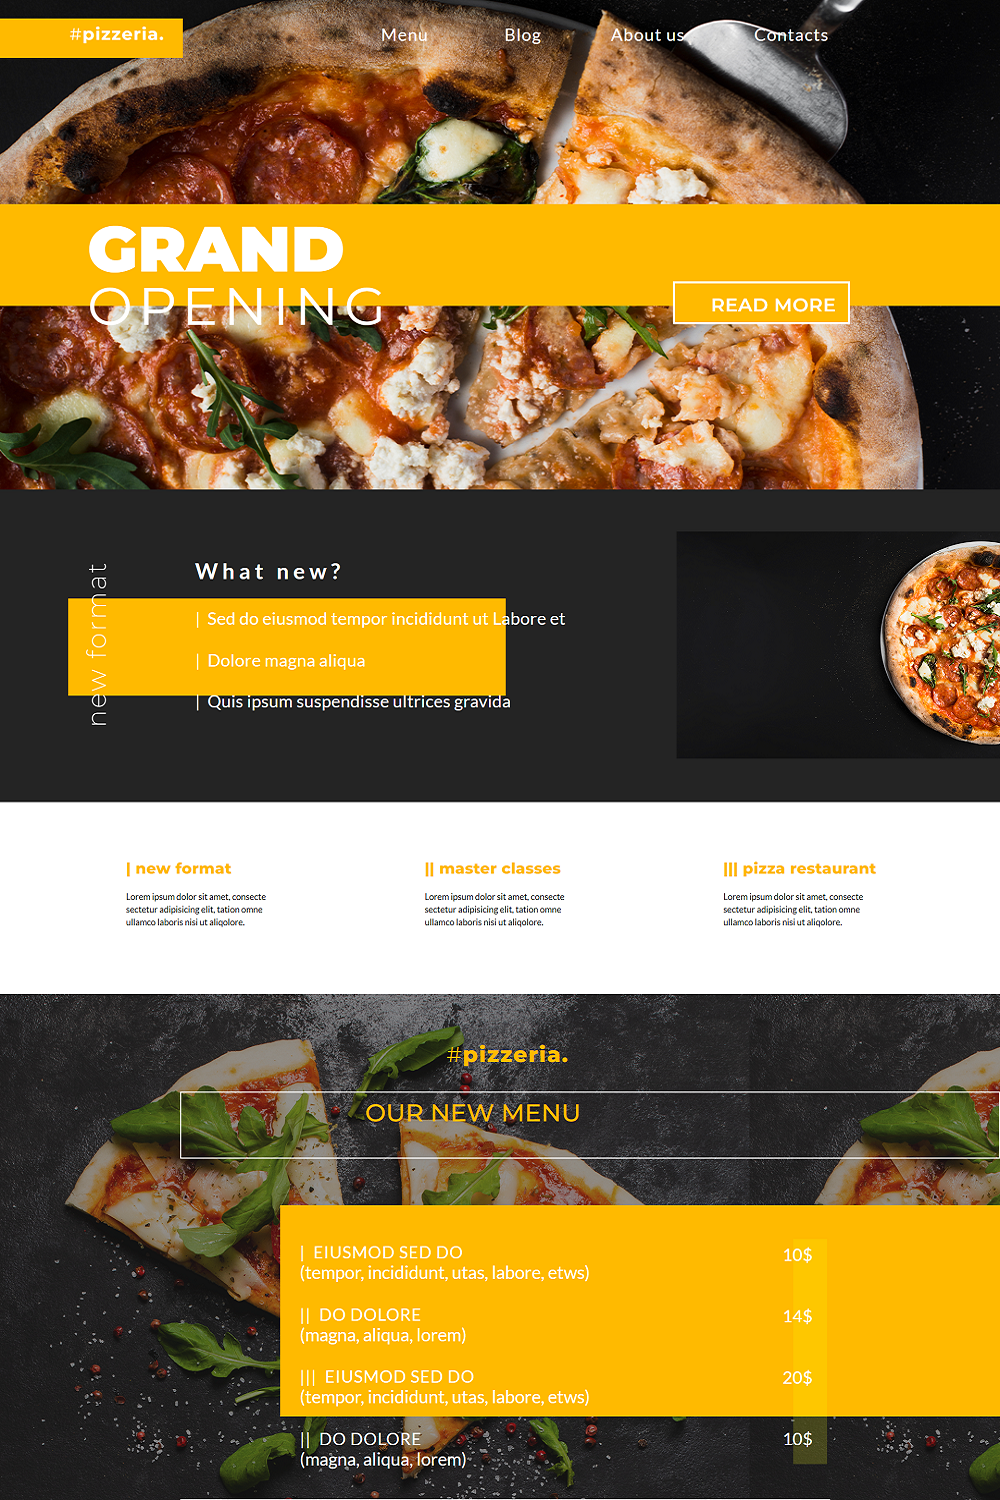 #pizzeria.
Menu Blog About us Contacts
GRAND
OPENING
READ MORE
new format
What new?
| Sed do eiusmod tempor incididunt ut Labore et
| Dolore magna aliqua
| Quis ipsum suspendisse ultrices gravida
| new format
Lorem ipsum dolor sit amet, consecte
sectetur adipisicing elit, tation omne
ullamco laboris nisi ut aliqolore.
|| master classes
Lorem ipsum dolor sit amet, consecte
sectetur adipisicing elit, tation omne
ullamco laboris nisi ut aliqolore.
||| pizza restaurant
Lorem ipsum dolor sit amet, consecte
sectetur adipisicing elit, tation omne
ullamco laboris nisi ut aliqolore.
#pizzeria.
OUR NEW MENU
| EIUSMOD SED DO 10$
(tempor, incididunt, utas, labore, etws)
|| DO DOLORE 14$
(magna, aliqua, lorem)
||| EIUSMOD SED DO 20$
(tempor, incididunt, utas, labore, etws)
|| DO DOLORE 10$
(magna, aliqua, lorem)